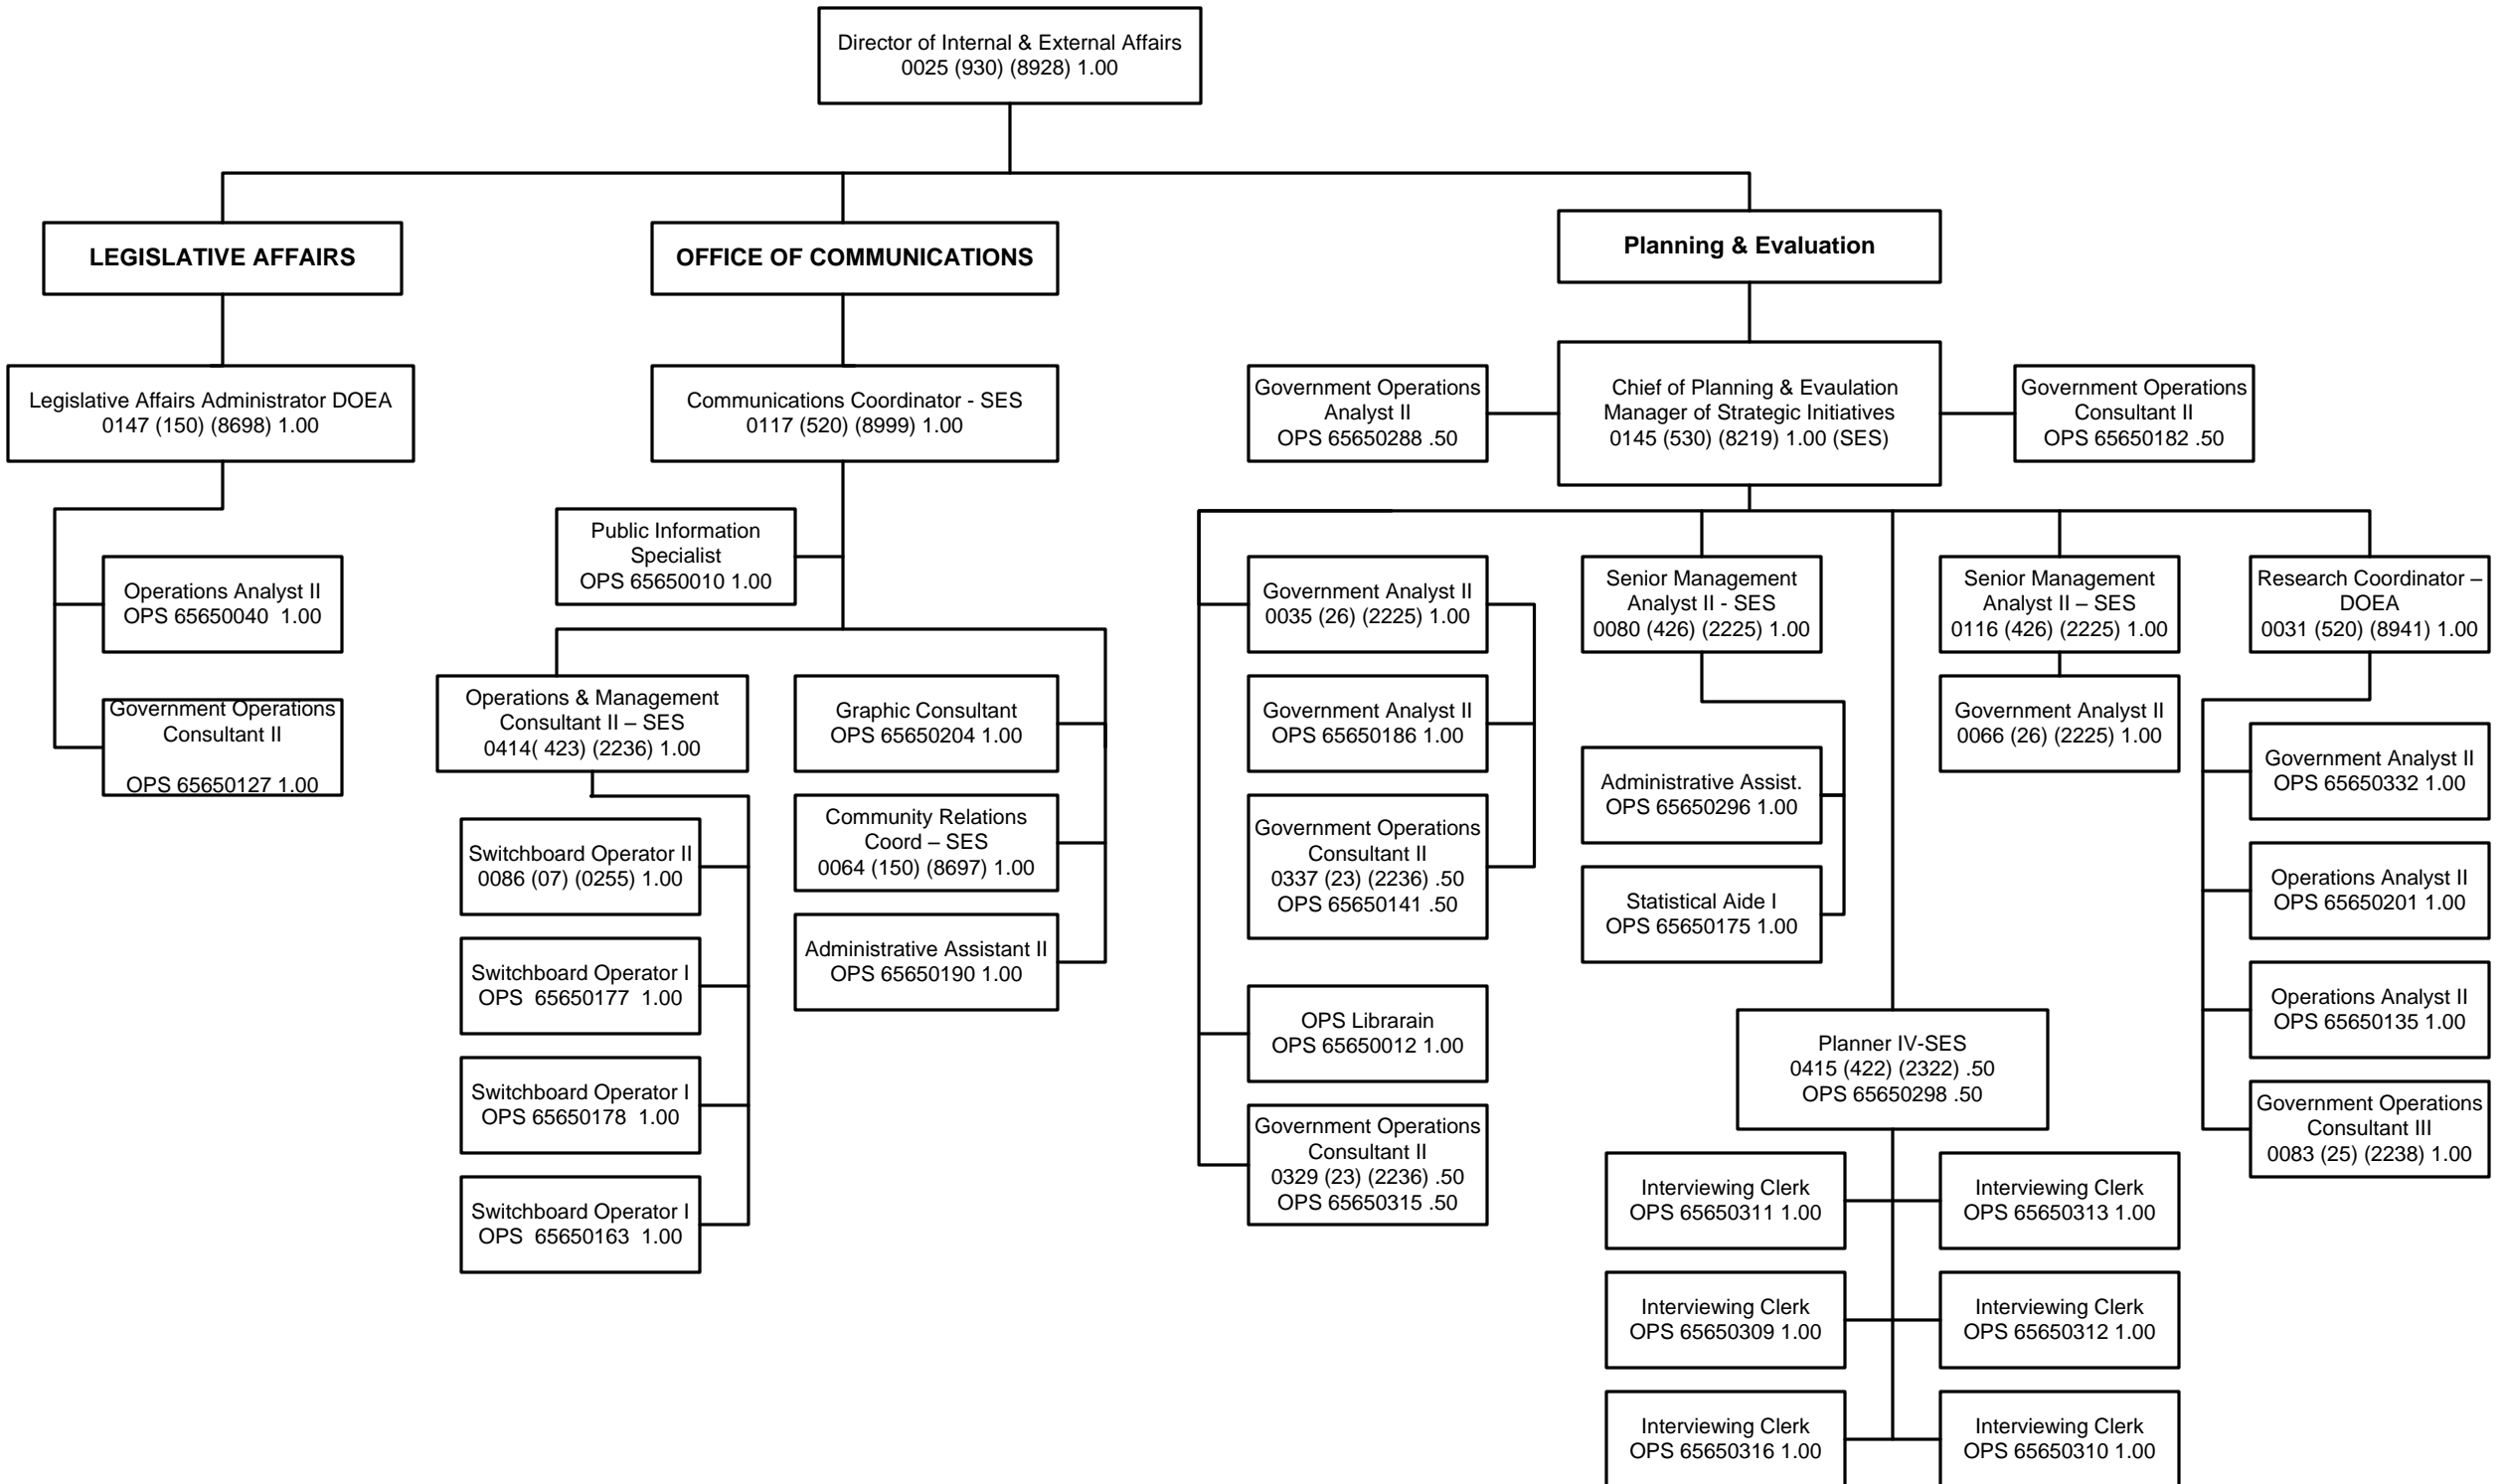 Director of Internal & External Affairs
0025 (930) (8928) 1.00
LEGISLATIVE AFFAIRS
OFFICE OF COMMUNICATIONS
Planning & Evaluation
Legislative Affairs Administrator DOEA
0147 (150) (8698) 1.00
Communications Coordinator - SES
0117 (520) (8999) 1.00
Government Operations
Analyst II
OPS 65650288 .50
Chief of Planning & Evaulation
Manager of Strategic Initiatives
0145 (530) (8219) 1.00 (SES)
Government Operations
Consultant II
OPS 65650182 .50
Operations Analyst II
OPS 65650040  1.00
Government Operations
Consultant II
OPS 65650127 1.00
Public Information
Specialist
OPS 65650010 1.00
Operations & Management
Consultant II – SES
0414( 423) (2236) 1.00
Switchboard Operator II
0086 (07) (0255) 1.00
Switchboard Operator I
OPS  65650177  1.00
Switchboard Operator I
OPS 65650178  1.00
Switchboard Operator I
OPS  65650163  1.00
Graphic Consultant
OPS 65650204 1.00
Community Relations
Coord – SES
0064 (150) (8697) 1.00
Administrative Assistant II
OPS 65650190 1.00
Government Analyst II
0035 (26) (2225) 1.00
Government Analyst II
OPS 65650186 1.00
Government Operations
Consultant II
0337 (23) (2236) .50
OPS 65650141 .50
OPS Librarain
OPS 65650012 1.00
Government Operations
Consultant II
0329 (23) (2236) .50
OPS 65650315 .50
Senior Management
Analyst II - SES
0080 (426) (2225) 1.00
Administrative Assist.
OPS 65650296 1.00
Statistical Aide I
OPS 65650175 1.00
Senior Management
Analyst II – SES
0116 (426) (2225) 1.00
Government Analyst II
0066 (26) (2225) 1.00
Research Coordinator –
DOEA
0031 (520) (8941) 1.00
Government Analyst II
OPS 65650332 1.00
Operations Analyst II
OPS 65650201 1.00
Operations Analyst II
OPS 65650135 1.00
Government Operations
Consultant III
0083 (25) (2238) 1.00
Planner IV-SES
0415 (422) (2322) .50
OPS 65650298 .50
Interviewing Clerk
OPS 65650311 1.00
Interviewing Clerk
OPS 65650313 1.00
Interviewing Clerk
OPS 65650309 1.00
Interviewing Clerk
OPS 65650312 1.00
Interviewing Clerk
OPS 65650316 1.00
Interviewing Clerk
OPS 65650310 1.00